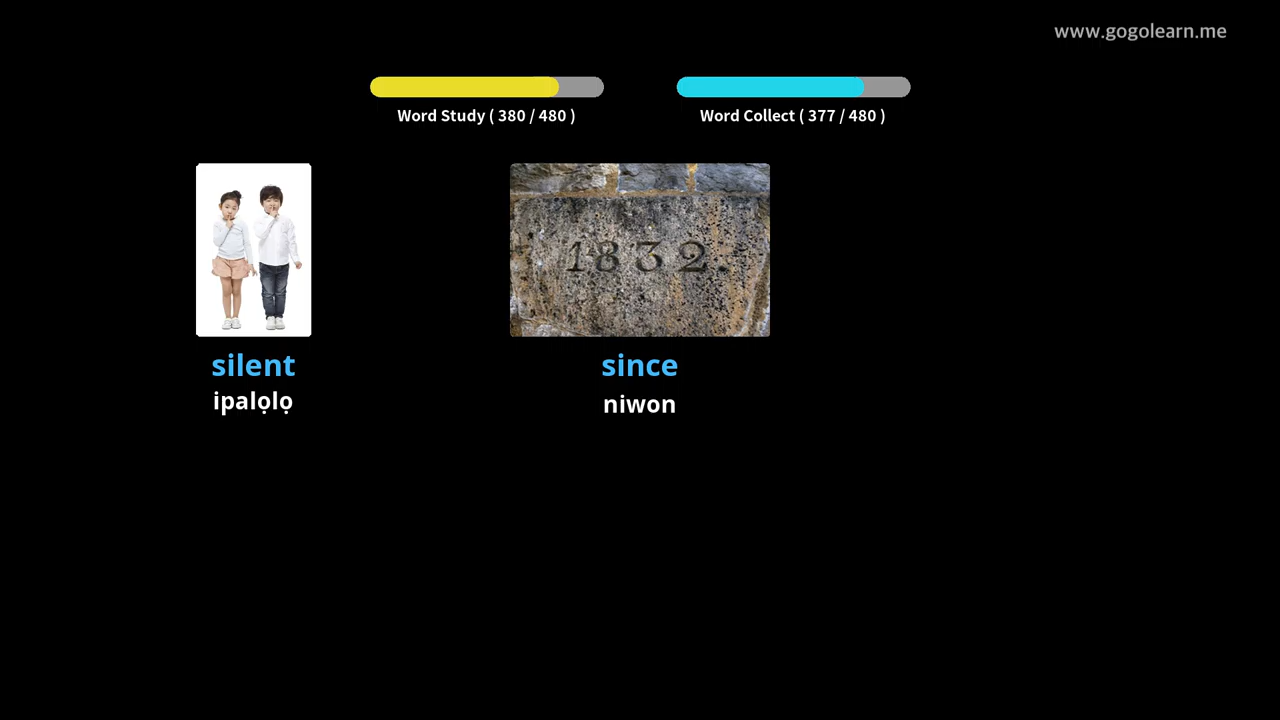 www.gogolearn.me
Word Study ( 380 / 480 )
Word Collect ( 377 / 480 )
1832.
silent
since
ipalọlọ
niwon